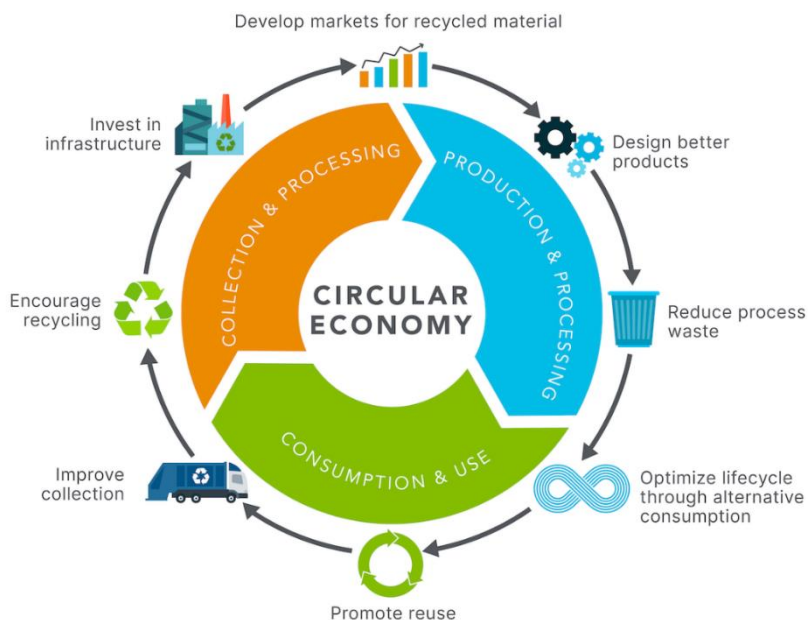 Develop markets for recycled material
Invest in
infrastructure
Design better
products
COLLECTION & PROCESSING
PRODUCTION & PROCESSING
CIRCULAR
ECONOMY
Encourage
recycling
Reduce process
waste
CONSUMPTION & USE
Improve
collection
Optimize lifecycle
through alternative
consumption
Promote reuse